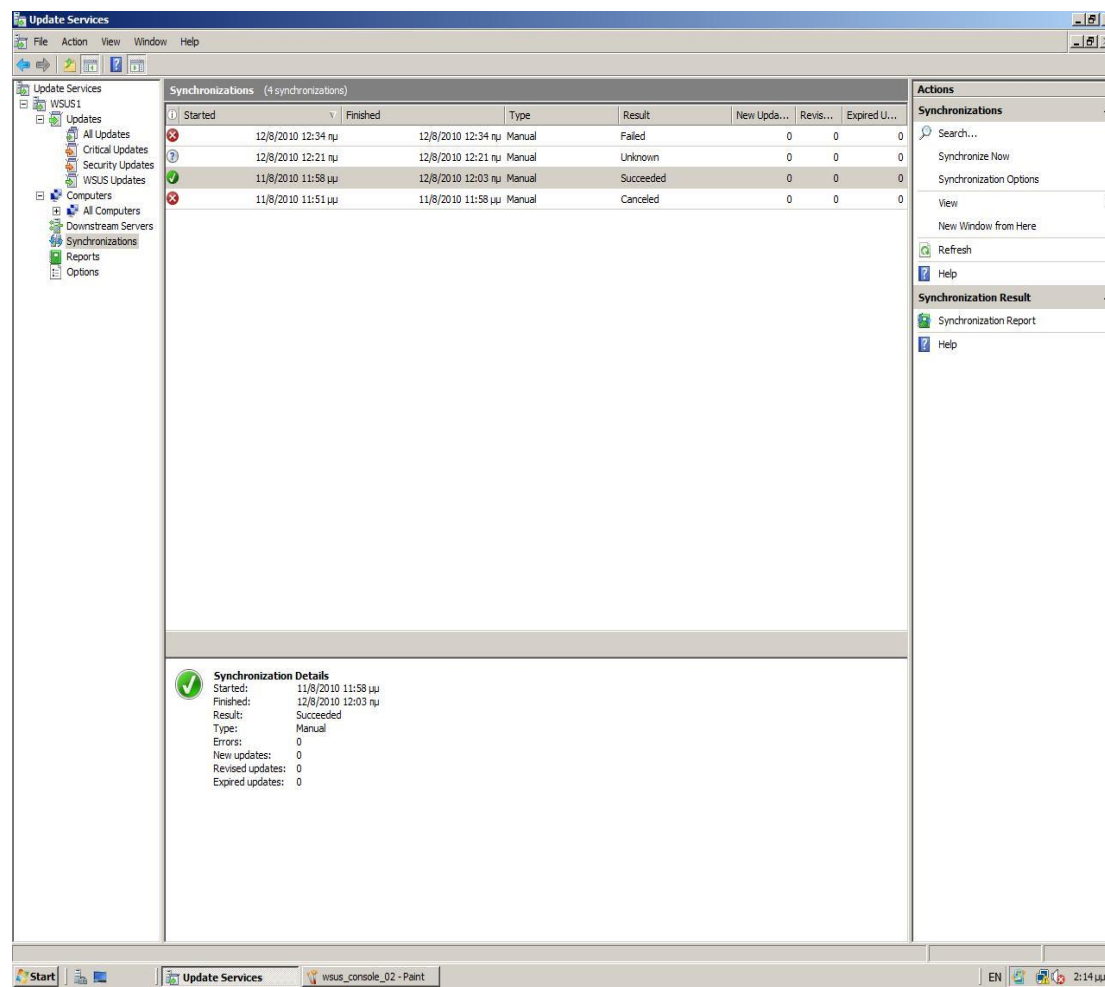 Update Services
File Action View Window Help
Update Services
WSUS1
Updates
All Updates
Critical Updates
Security Updates
WSUS Updates
Computers
All Computers
Downstream Servers
Synchronizations
Reports
Options
Synchronizations (4 synchronizations)
Started Finished Type Result New Upda... Revis... Expired U...
12/8/2010 12:34 πμ 12/8/2010 12:34 πμ Manual Failed 0 0 0
12/8/2010 12:21 πμ 12/8/2010 12:21 πμ Manual Unknown 0 0 0
11/8/2010 11:58 μμ 12/8/2010 12:03 πμ Manual Succeeded 0 0 0
11/8/2010 11:51 μμ 11/8/2010 11:58 μμ Manual Canceled 0 0 0
Synchronization Details
Started: 11/8/2010 11:58 μμ
Finished: 12/8/2010 12:03 πμ
Result: Succeeded
Type: Manual
Errors: 0
New updates: 0
Revised updates: 0
Expired updates: 0
Actions
Synchronizations
Search...
Synchronize Now
Synchronization Options
View
New Window from Here
Refresh
Help
Synchronization Result
Synchronization Report
Help
Start Update Services wsus_console_02 - Paint EN 2:14 μμ